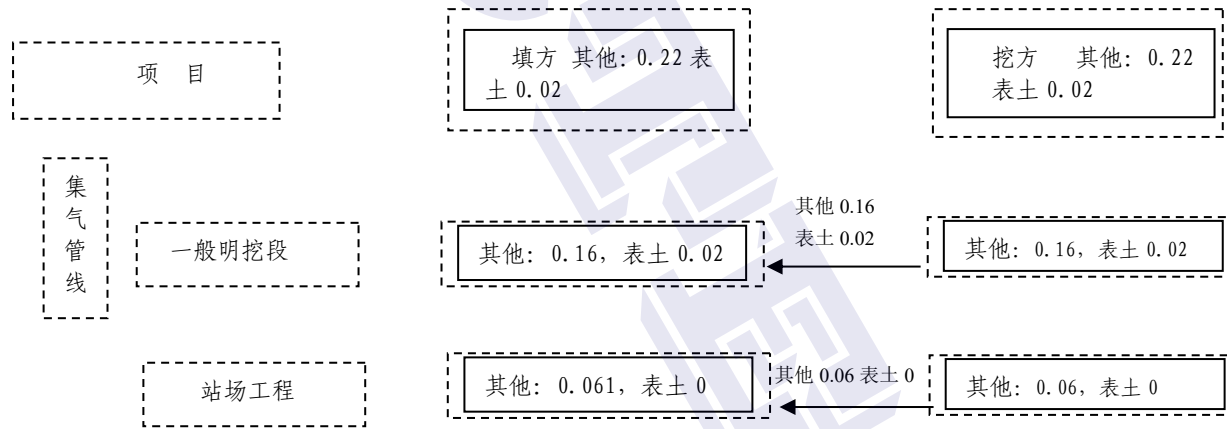 项 目
填方 其他: 0.22 表
土 0.02
挖方 其他: 0.22
表土 0.02
集
气
管
线
一般明挖段
其他: 0.16, 表土 0.02
其他 0.16
表土 0.02
其他: 0.16, 表土 0.02
站场工程
其他: 0.061, 表土 0
其他 0.06 表土 0
其他: 0.06, 表土 0